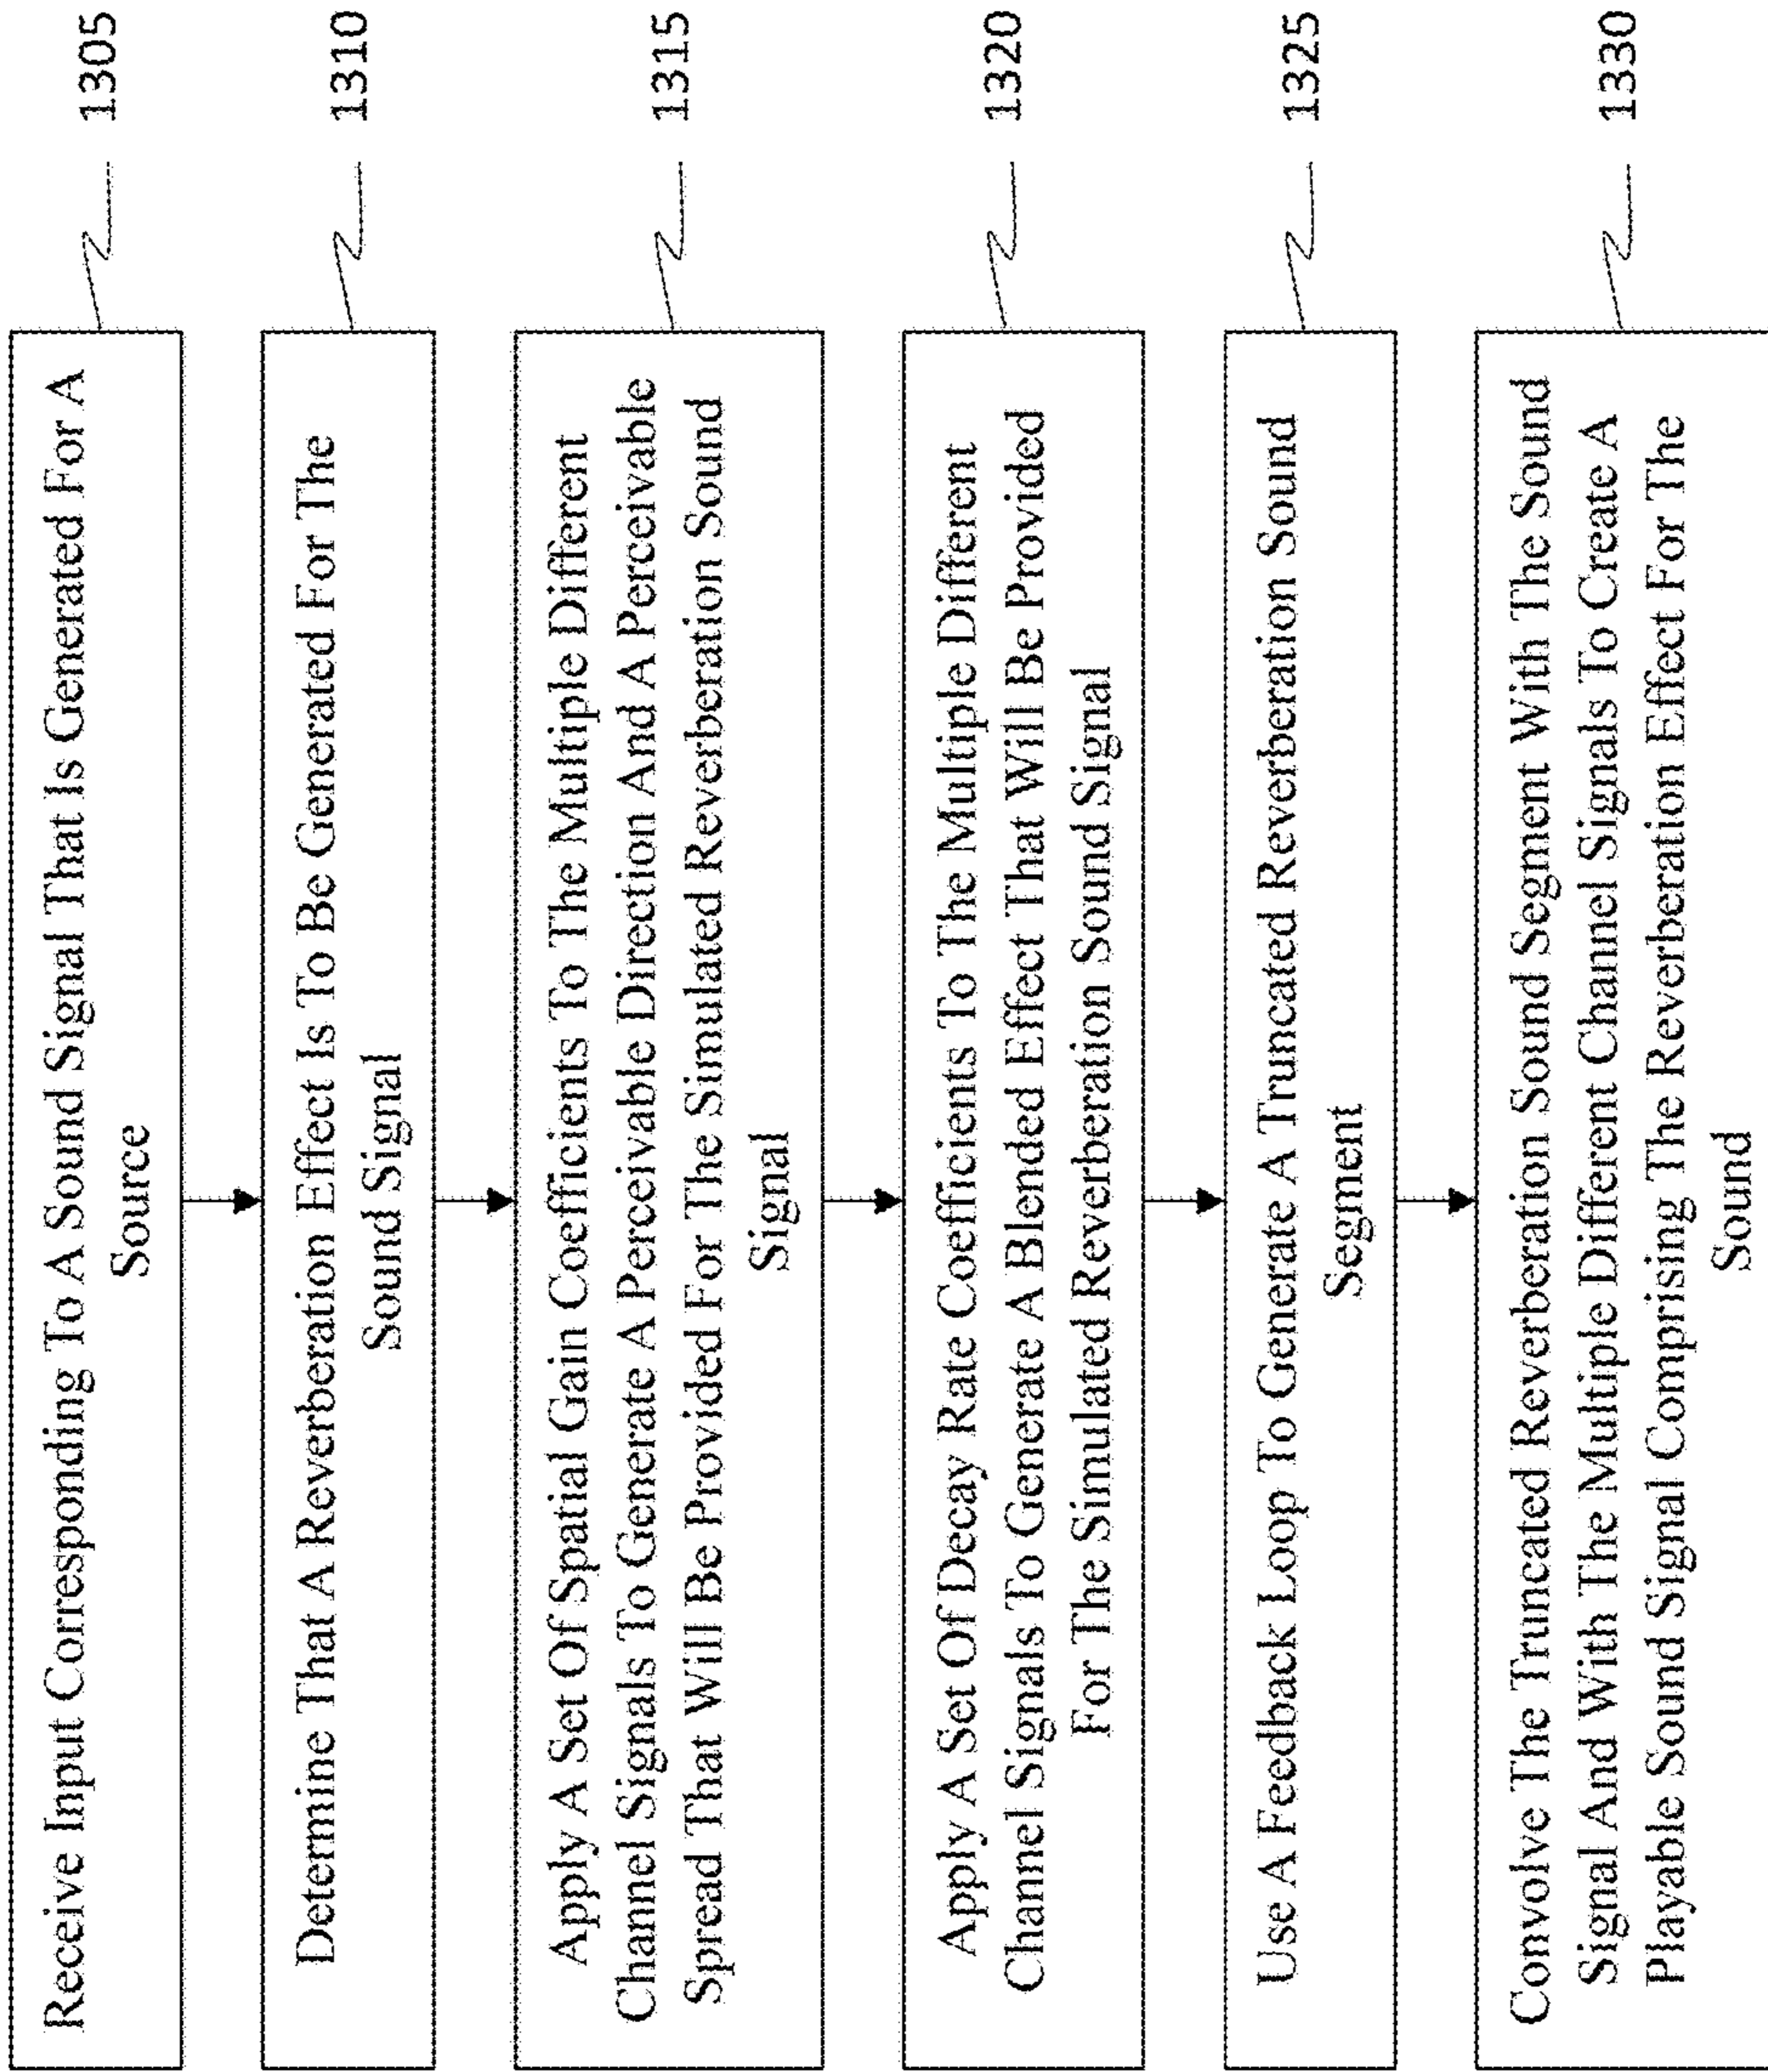 Receive Input Corresponding To A Sound Signal That Is Generated For A
Source
1305
Determine That A Reverberation Effect Is To Be Generated For The
Sound Signal
1310
Apply A Set Of Spatial Gain Coefficients To The Multiple Different
Channel Signals To Generate A Perceivable Direction And A Perceivable
Spread That Will Be Provided For The Simulated Reverberation Sound
Signal
1315
Apply A Set Of Decay Rate Coefficients To The Multiple Different
Channel Signals To Generate A Blended Effect That Will Be Provided
For The Simulated Reverberation Sound Signal
1320
Use A Feedback Loop To Generate A Truncated Reverberation Sound
Segment
1325
Convolve The Truncated Reverberation Sound Segment With The Sound
Signal And With The Multiple Different Channel Signals To Create A
Playable Sound Signal Comprising The Reverberation Effect For The
Sound
1330